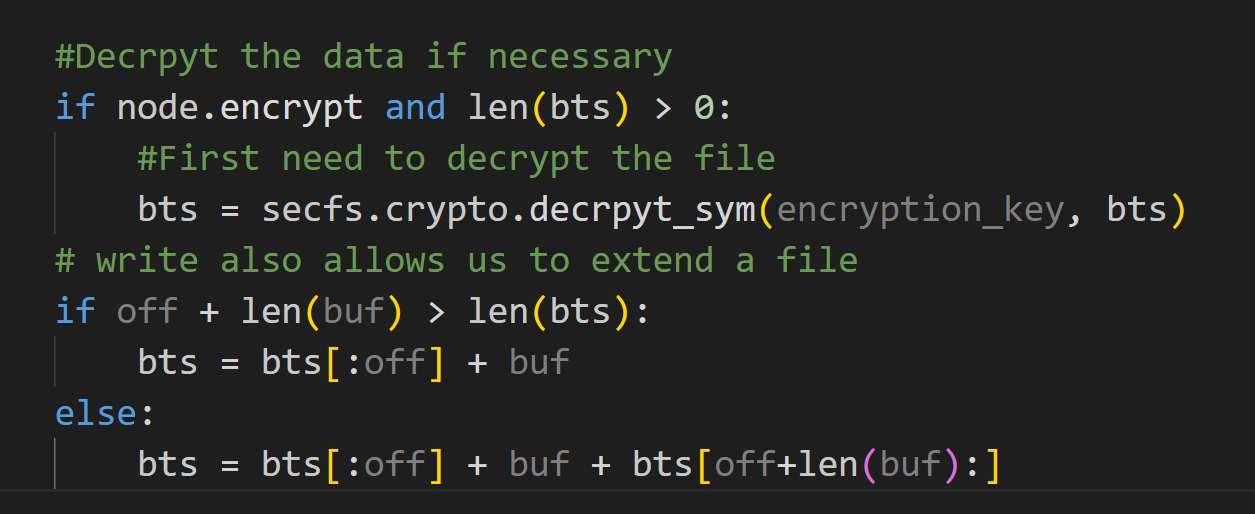 #Decrpyt the data if necessary
if node.encrypt and len(bts) > 0:
    #First need to decrypt the file
    bts = secfs.crypto.decrpyt_sym(encryption_key, bts)
# write also allows us to extend a file
if off + len(buf) > len(bts):
    bts = bts[:off] + buf
else:
    bts = bts[:off] + buf + bts[off+len(buf):]